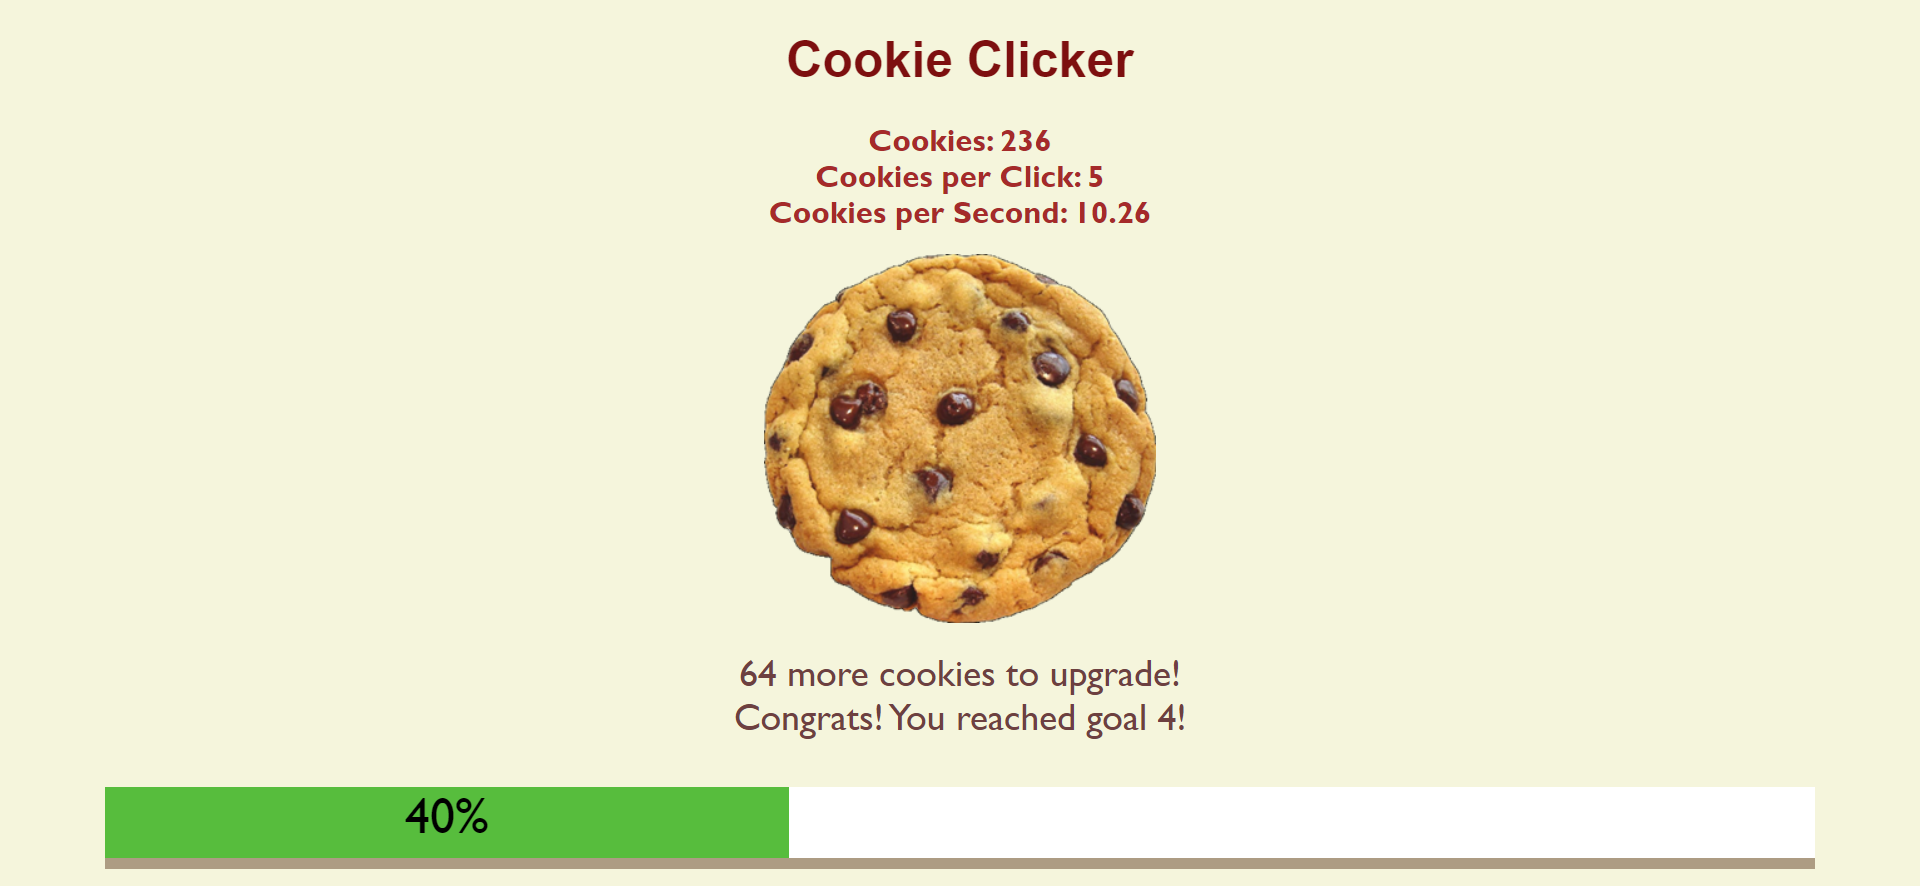 Cookie Clicker
Cookies: 236
Cookies per Click: 5
Cookies per Second: 10.26
64 more cookies to upgrade!
Congrats! You reached goal 4!
40%